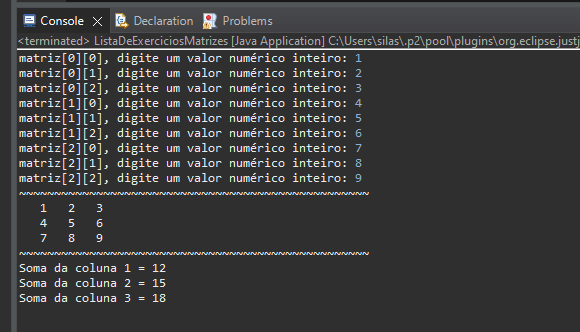 Console Declaration Problems
<terminated> ListaDeExerciciosMatrizes [Java Application] C:\Users\silas\.p2\pool\plugins\org.eclipse.justj
matriz[0][0], digite um valor numérico inteiro: 1
matriz[0][1], digite um valor numérico inteiro: 2
matriz[0][2], digite um valor numérico inteiro: 3
matriz[1][0], digite um valor numérico inteiro: 4
matriz[1][1], digite um valor numérico inteiro: 5
matriz[1][2], digite um valor numérico inteiro: 6
matriz[2][0], digite um valor numérico inteiro: 7
matriz[2][1], digite um valor numérico inteiro: 8
matriz[2][2], digite um valor numérico inteiro: 9
~~~~~~~~~~~~~~~~~~~~~~~~~~~~~~~~~~~~~~~~~~~~~~~~~~
1 2 3
4 5 6
7 8 9
~~~~~~~~~~~~~~~~~~~~~~~~~~~~~~~~~~~~~~~~~~~~~~~~~~
Soma da coluna 1 = 12
Soma da coluna 2 = 15
Soma da coluna 3 = 18